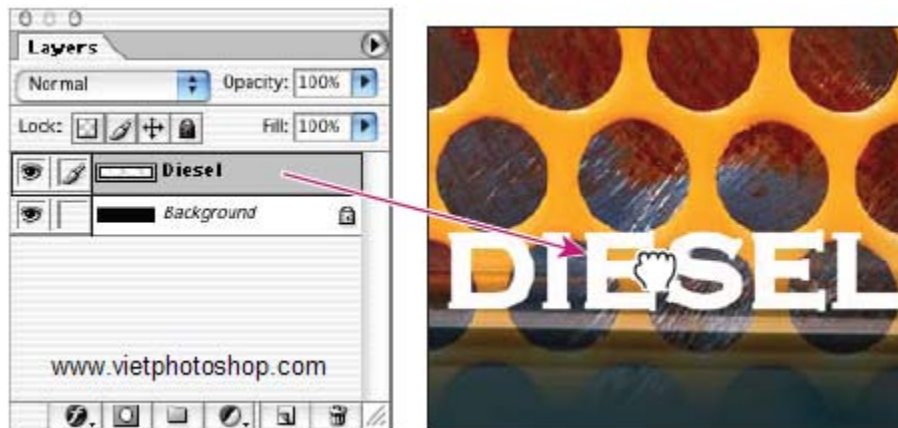 Layers
Normal Opacity: 100%
Lock: Fill: 100%
Diesel
Background
www.vietphotoshop.com
DIESEL